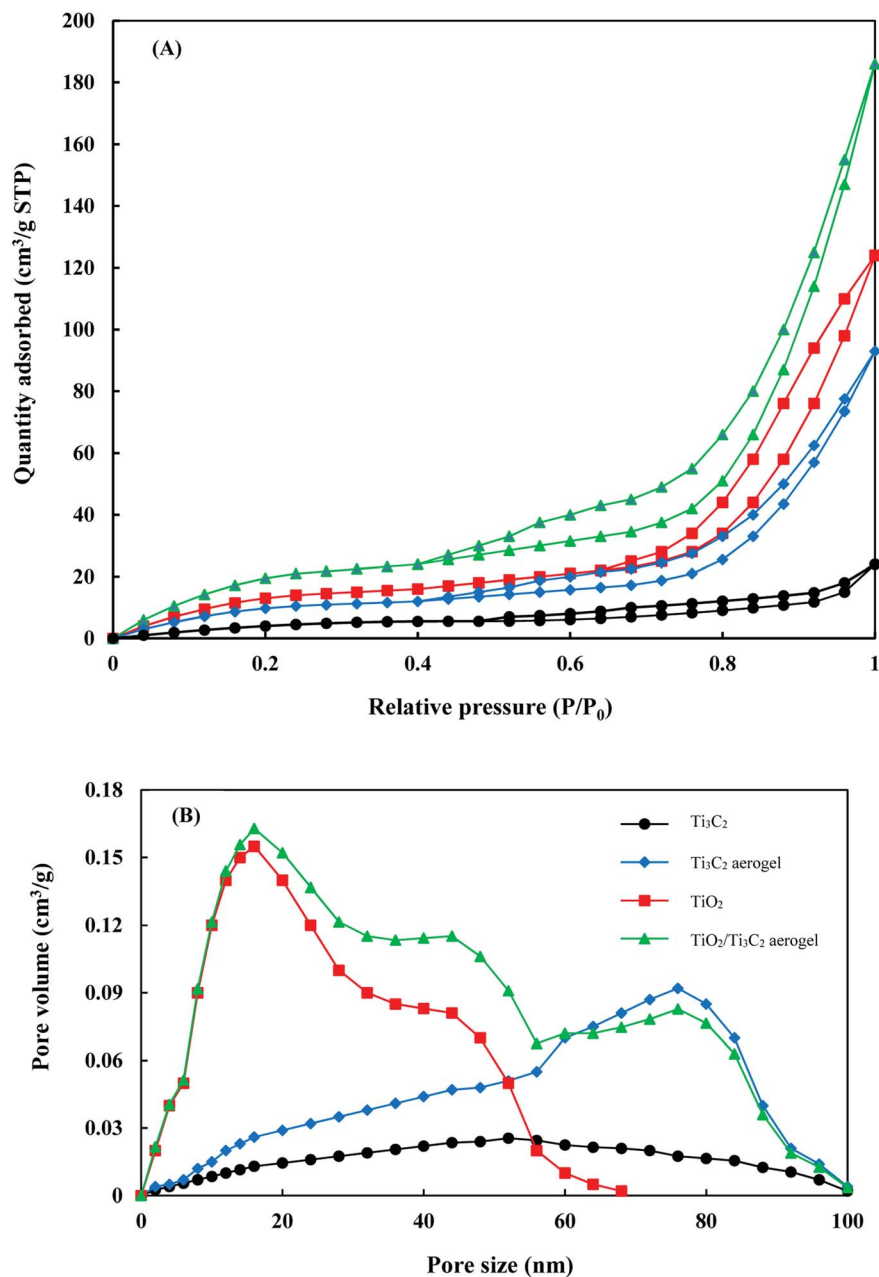 (A)
200
180
160
140
120
100
80
60
40
20
0
Quantity adsorbed (cm³/g STP)
0 0.2 0.4 0.6 0.8 1
Relative pressure (P/P₀)
(B)
0.18
0.15
0.12
0.09
0.06
0.03
0
Pore volume (cm³/g)
Ti₃C₂
Ti₃C₂ aerogel
TiO₂
TiO₂/Ti₃C₂ aerogel
0 20 40 60 80 100
Pore size (nm)